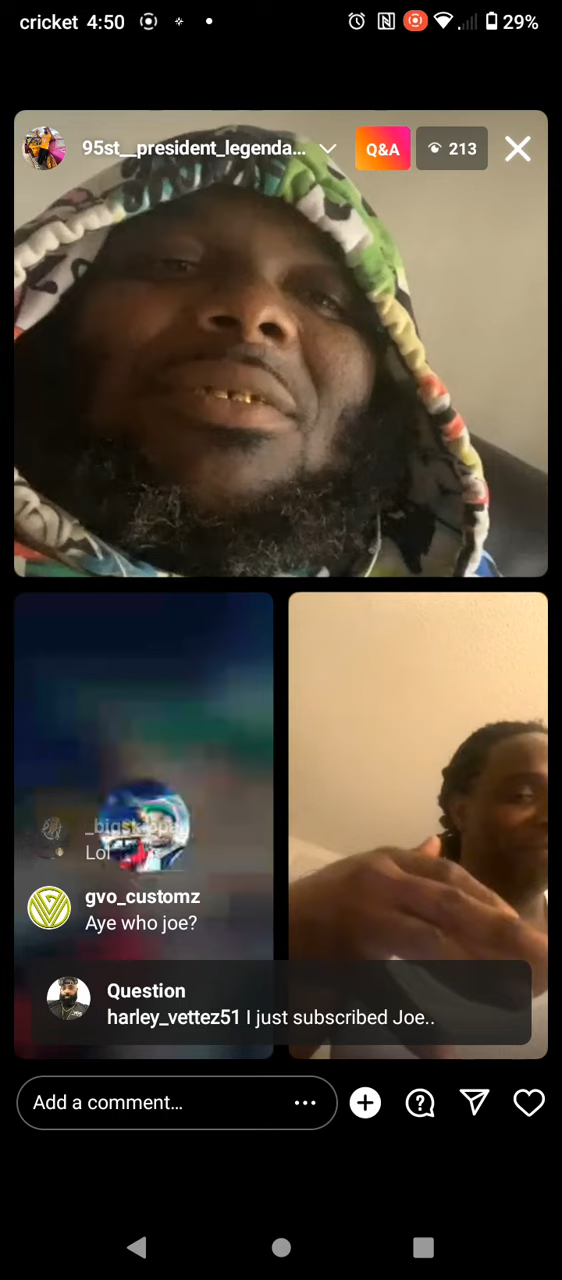 cricket 4:50 29%
95st__president_legenda... Q&A 213
Lol
gvo_customz
Aye who joe?
Question
harley_vettez51 I just subscribed Joe..
Add a comment...